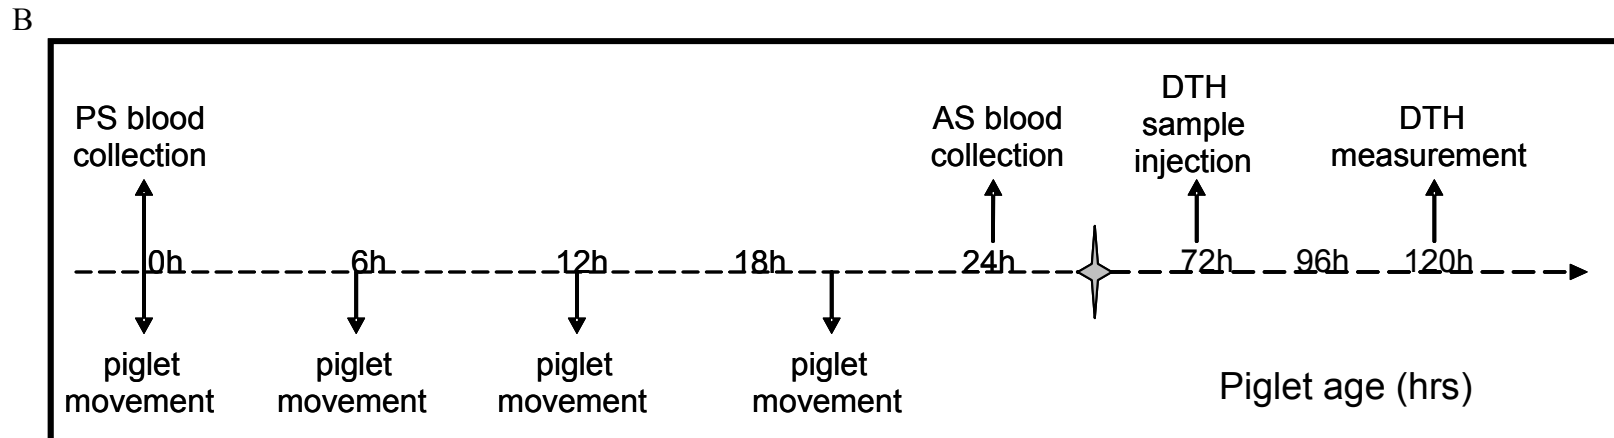 B
PS blood
collection
AS blood
collection
DTH
sample
injection
DTH
measurement
0h 6h 12h 18h 24h 72h 96h 120h
piglet
movement
piglet
movement
piglet
movement
piglet
movement
Piglet age (hrs)